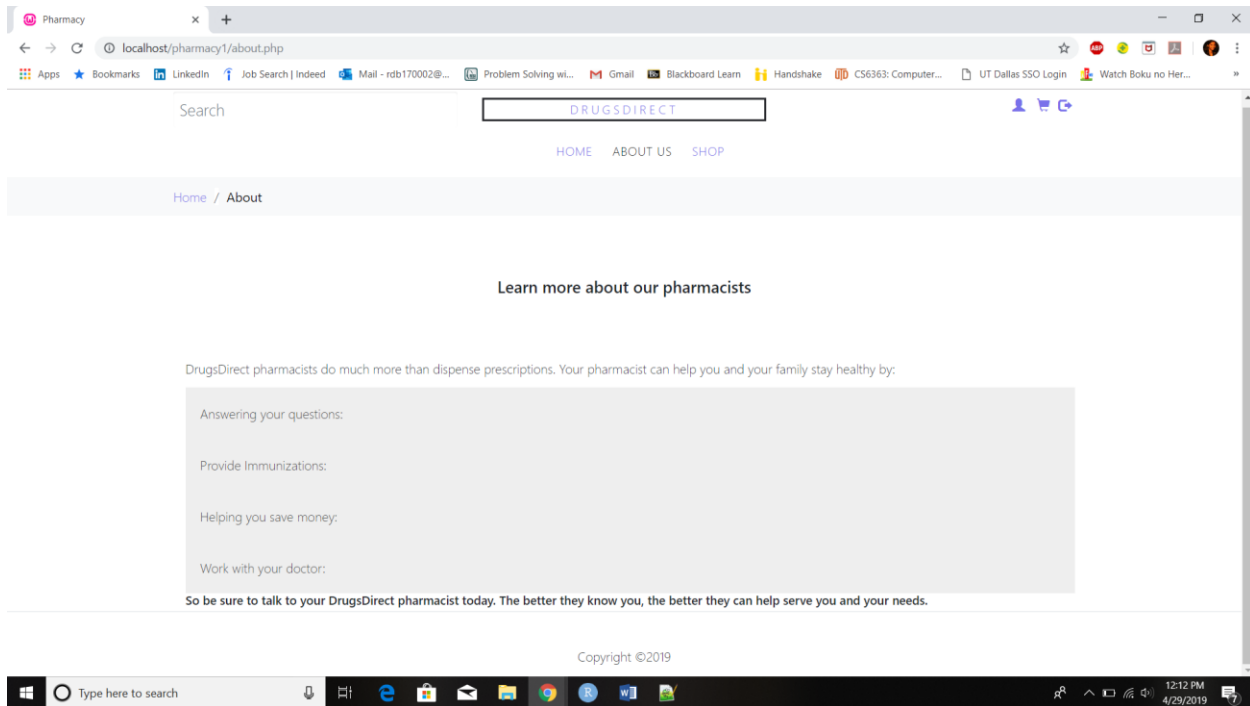 Pharmacy
localhost/pharmacy1/about.php
ABP
Apps Bookmarks LinkedIn Job Search | Indeed Mail - rdb170002@... Problem Solving wi... Gmail Blackboard Learn Handshake CS6363: Computer... UT Dallas SSO Login Watch Boku no Her... »
Search DRUGSDIRECT
HOME ABOUT US SHOP
Home / About
Learn more about our pharmacists
DrugsDirect pharmacists do much more than dispense prescriptions. Your pharmacist can help you and your family stay healthy by:
Answering your questions:
Provide Immunizations:
Helping you save money:
Work with your doctor:
So be sure to talk to your DrugsDirect pharmacist today. The better they know you, the better they can help serve you and your needs.
Copyright ©2019
Type here to search
12:12 PM
4/29/2019
7